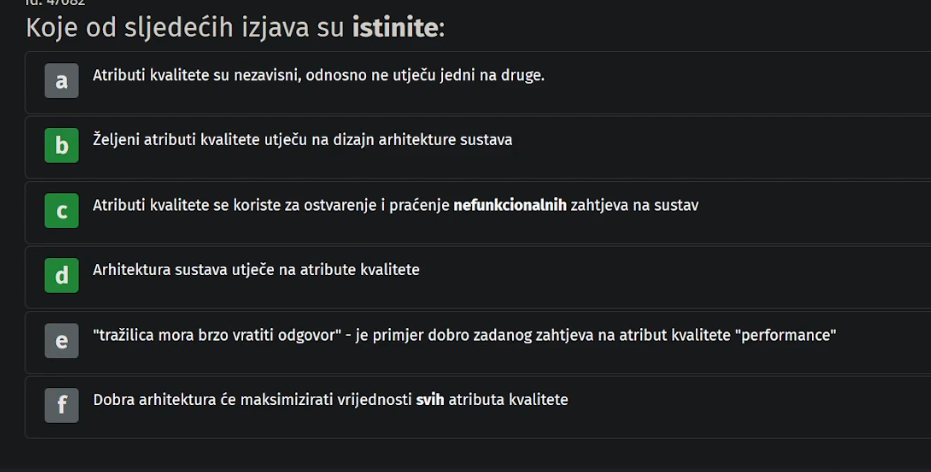 Id: 47082
Koje od sljedećih izjava su istinite:
a Atributi kvalitete su nezavisni, odnosno ne utječu jedni na druge.
b Željeni atributi kvalitete utječu na dizajn arhitekture sustava
c Atributi kvalitete se koriste za ostvarenje i praćenje nefunkcionalnih zahtjeva na sustav
d Arhitektura sustava utječe na atribute kvalitete
e "tražilica mora brzo vratiti odgovor" - je primjer dobro zadanog zahtjeva na atribut kvalitete "performance"
f Dobra arhitektura će maksimizirati vrijednosti svih atributa kvalitete